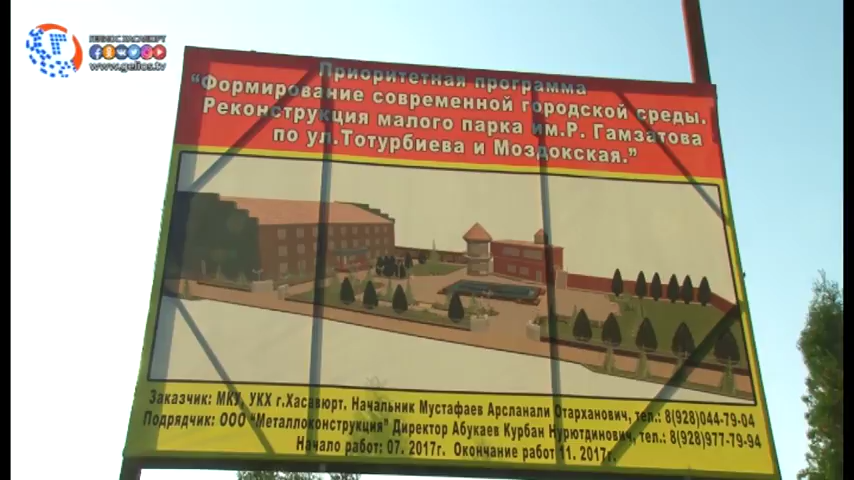 ГЕЛИОС ХАСАВЮРТ
www.gelios.tv
Приоритетная программа
“Формирование современной городской среды.
Реконструкция малого парка им.Р. Гамзатова
по ул.Тотурбиева и Моздокская.”
Заказчик: МКУ, УКХ г.Хасавюрт. Начальник Мустафаев Арсланали Отарханович, тел.: 8(928)044-79-04
Подрядчик: ООО “Металлоконструкция” Директор Абукаев Курбан Нурютдинович, тел.: 8(928)977-79-94
Начало работ: 07. 2017г. Окончание работ 11. 2017г.